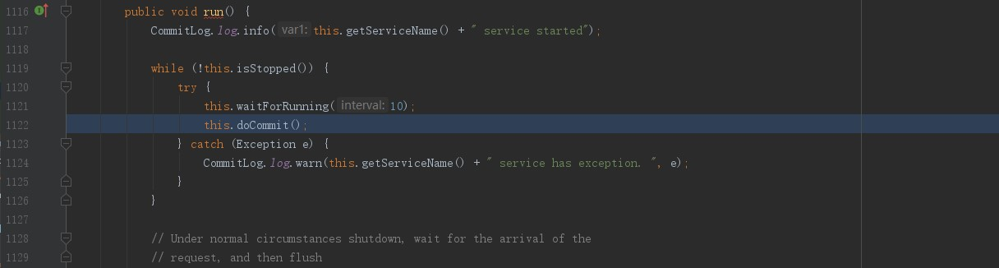 1116 public void run() {
1117 CommitLog.log.info( var1: this.getServiceName() + " service started");
1118
1119 while (!this.isStopped()) {
1120 try {
1121 this.waitForRunning( interval: 10);
1122 this.doCommit();
1123 } catch (Exception e) {
1124 CommitLog.log.warn(this.getServiceName() + " service has exception. ", e);
1125 }
1126 }
1127
1128 // Under normal circumstances shutdown, wait for the arrival of the
1129 // request, and then flush